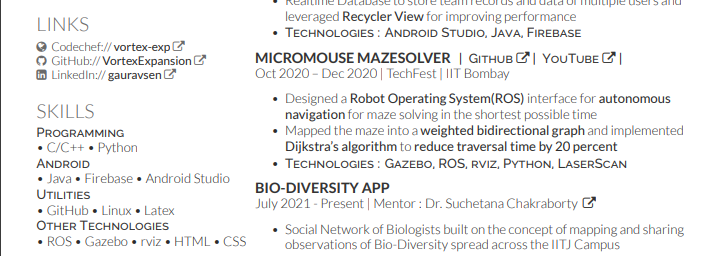 LINKS
Codechef:// vortex-exp
GitHub:// VortexExpansion
LinkedIn:// gauravsen
SKILLS
PROGRAMMING
• C/C++ • Python
ANDROID
• Java • Firebase • Android Studio
UTILITIES
• GitHub • Linux • Latex
OTHER TECHNOLOGIES
• ROS • Gazebo • rviz • HTML • CSS
Realtime Database to store team records and data of multiple users and
leveraged Recycler View for improving performance
• TECHNOLOGIES : ANDROID STUDIO, JAVA, FIREBASE
MICROMOUSE MAZESOLVER | GITHUB | YOUTUBE |
Oct 2020 – Dec 2020 | TechFest | IIT Bombay
• Designed a Robot Operating System(ROS) interface for autonomous
navigation for maze solving in the shortest possible time
• Mapped the maze into a weighted bidirectional graph and implemented
Dijkstra's algorithm to reduce traversal time by 20 percent
• TECHNOLOGIES : GAZEBO, ROS, RVIZ, PYTHON, LASERSCAN
BIO-DIVERSITY APP
July 2021 - Present | Mentor : Dr. Suchetana Chakraborty
• Social Network of Biologists built on the concept of mapping and sharing
observations of Bio-Diversity spread across the IITJ Campus